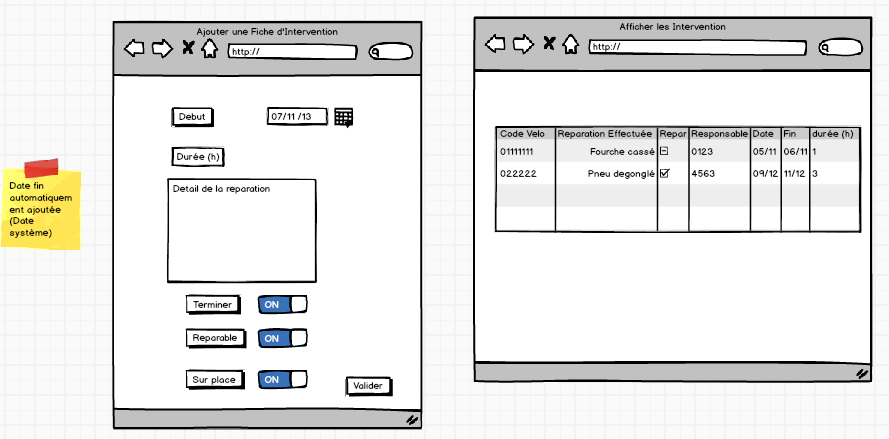 Date fin
automatiquem
ent ajoutée
(Date
système)
Ajouter une Fiche d'Intervention
http://
Debut
07/11 /13
Durée (h)
Detail de la reparation
Terminer
ON
Reparable
ON
Sur place
ON
Valider
Afficher les Intervention
http://
Code Velo Reparation Effectuée Repar Responsable Date Fin durée (h)
01111111 Fourche cassé 0123 05/11 06/11 1
022222 Pneu degonglé 4563 09/12 11/12 3